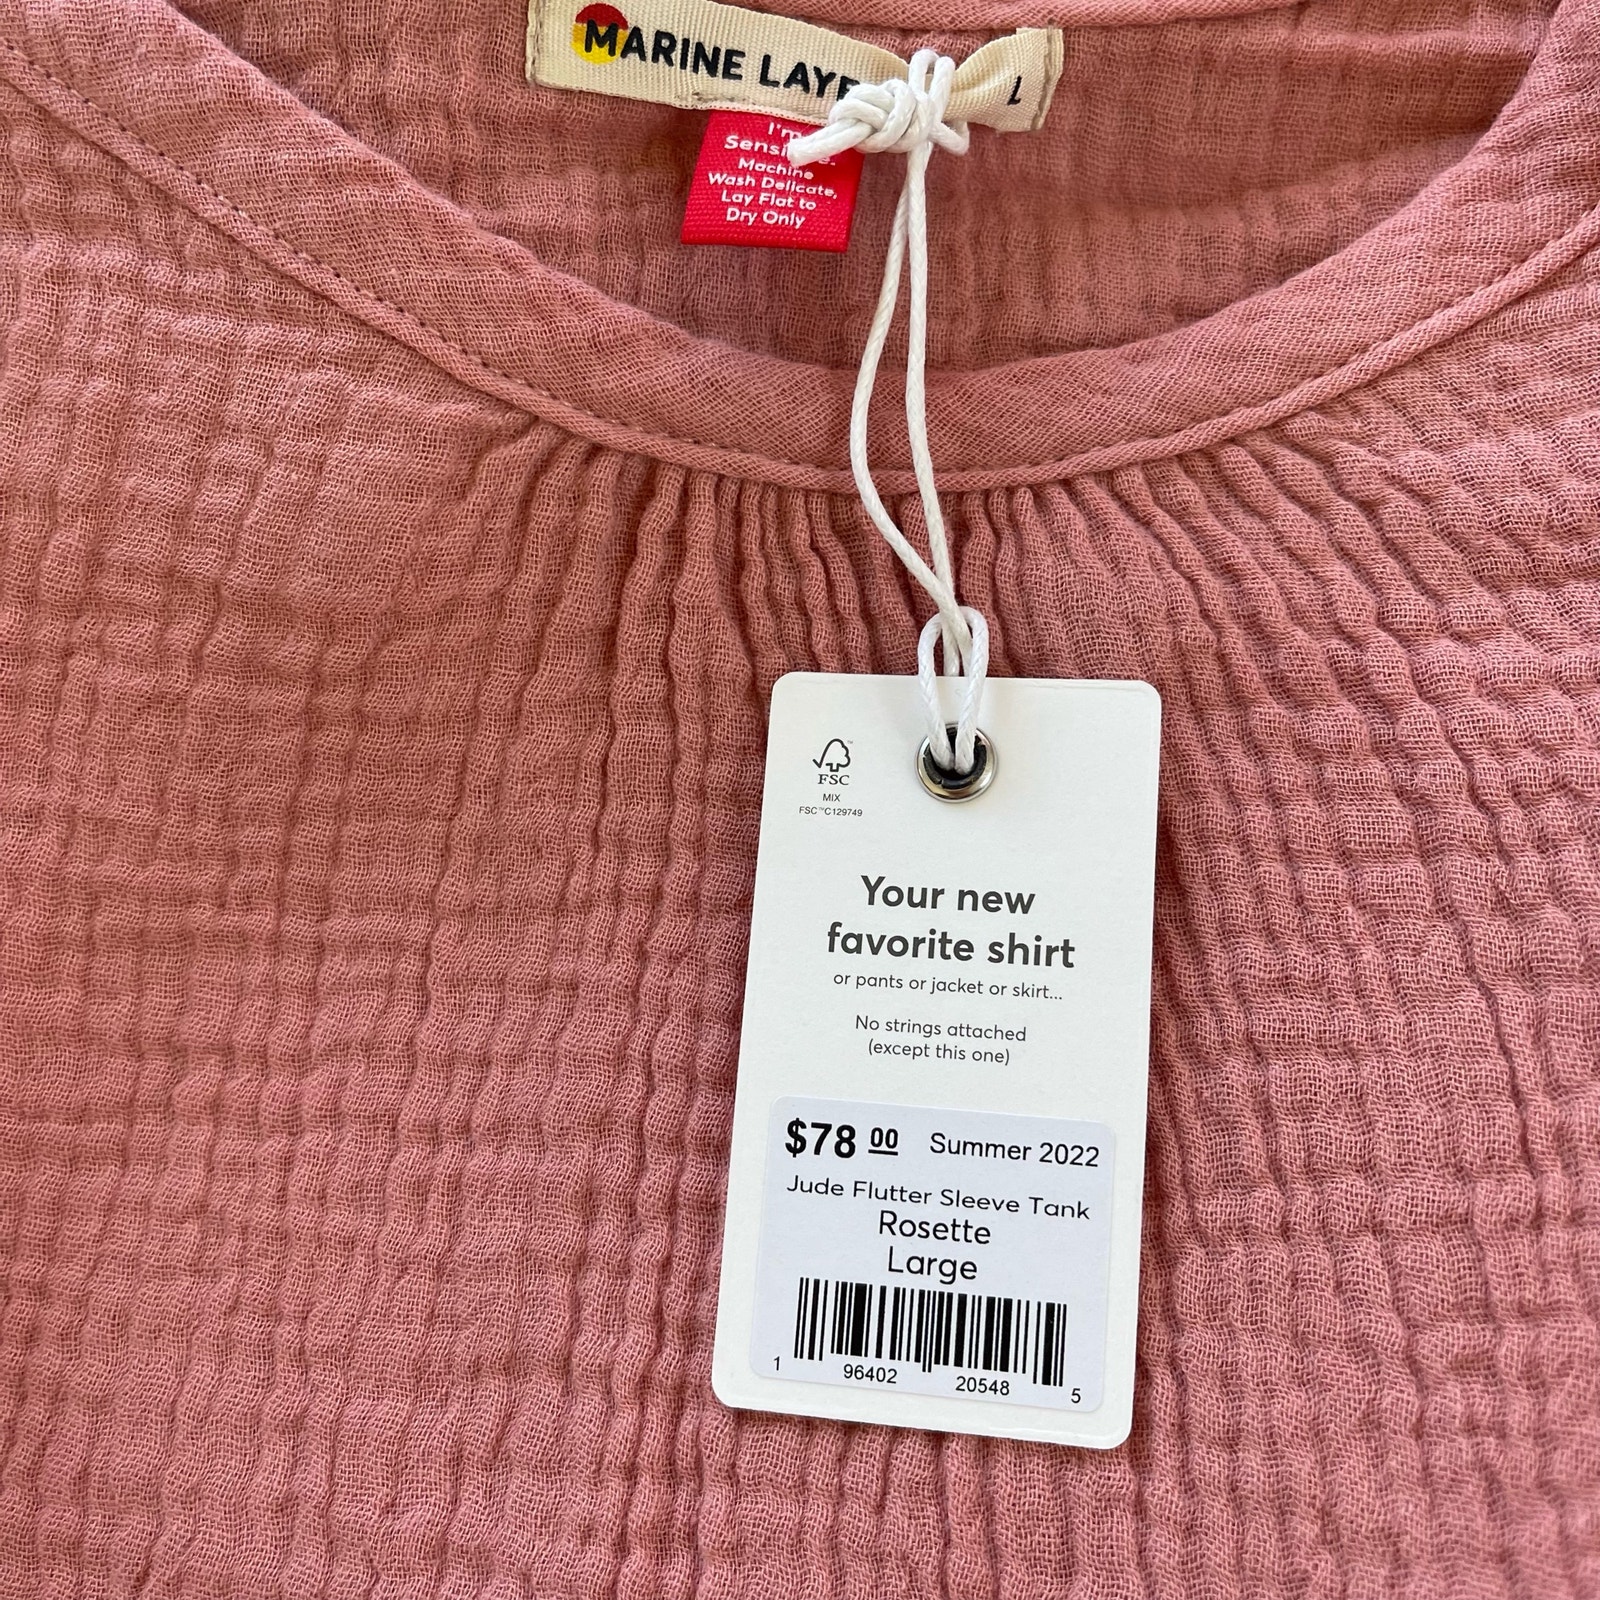 MARINE LAYE
L
I'm
Machine
Wash Delicate,
Lay Flat to
Dry Only
FSC
MIX
FSC™C129749
Your new
favorite shirt
or pants or jacket or skirt...
No strings attached
(except this one)
$78 00 Summer 2022
Jude Flutter Sleeve Tank
Rosette
Large
1 96402 20548 5